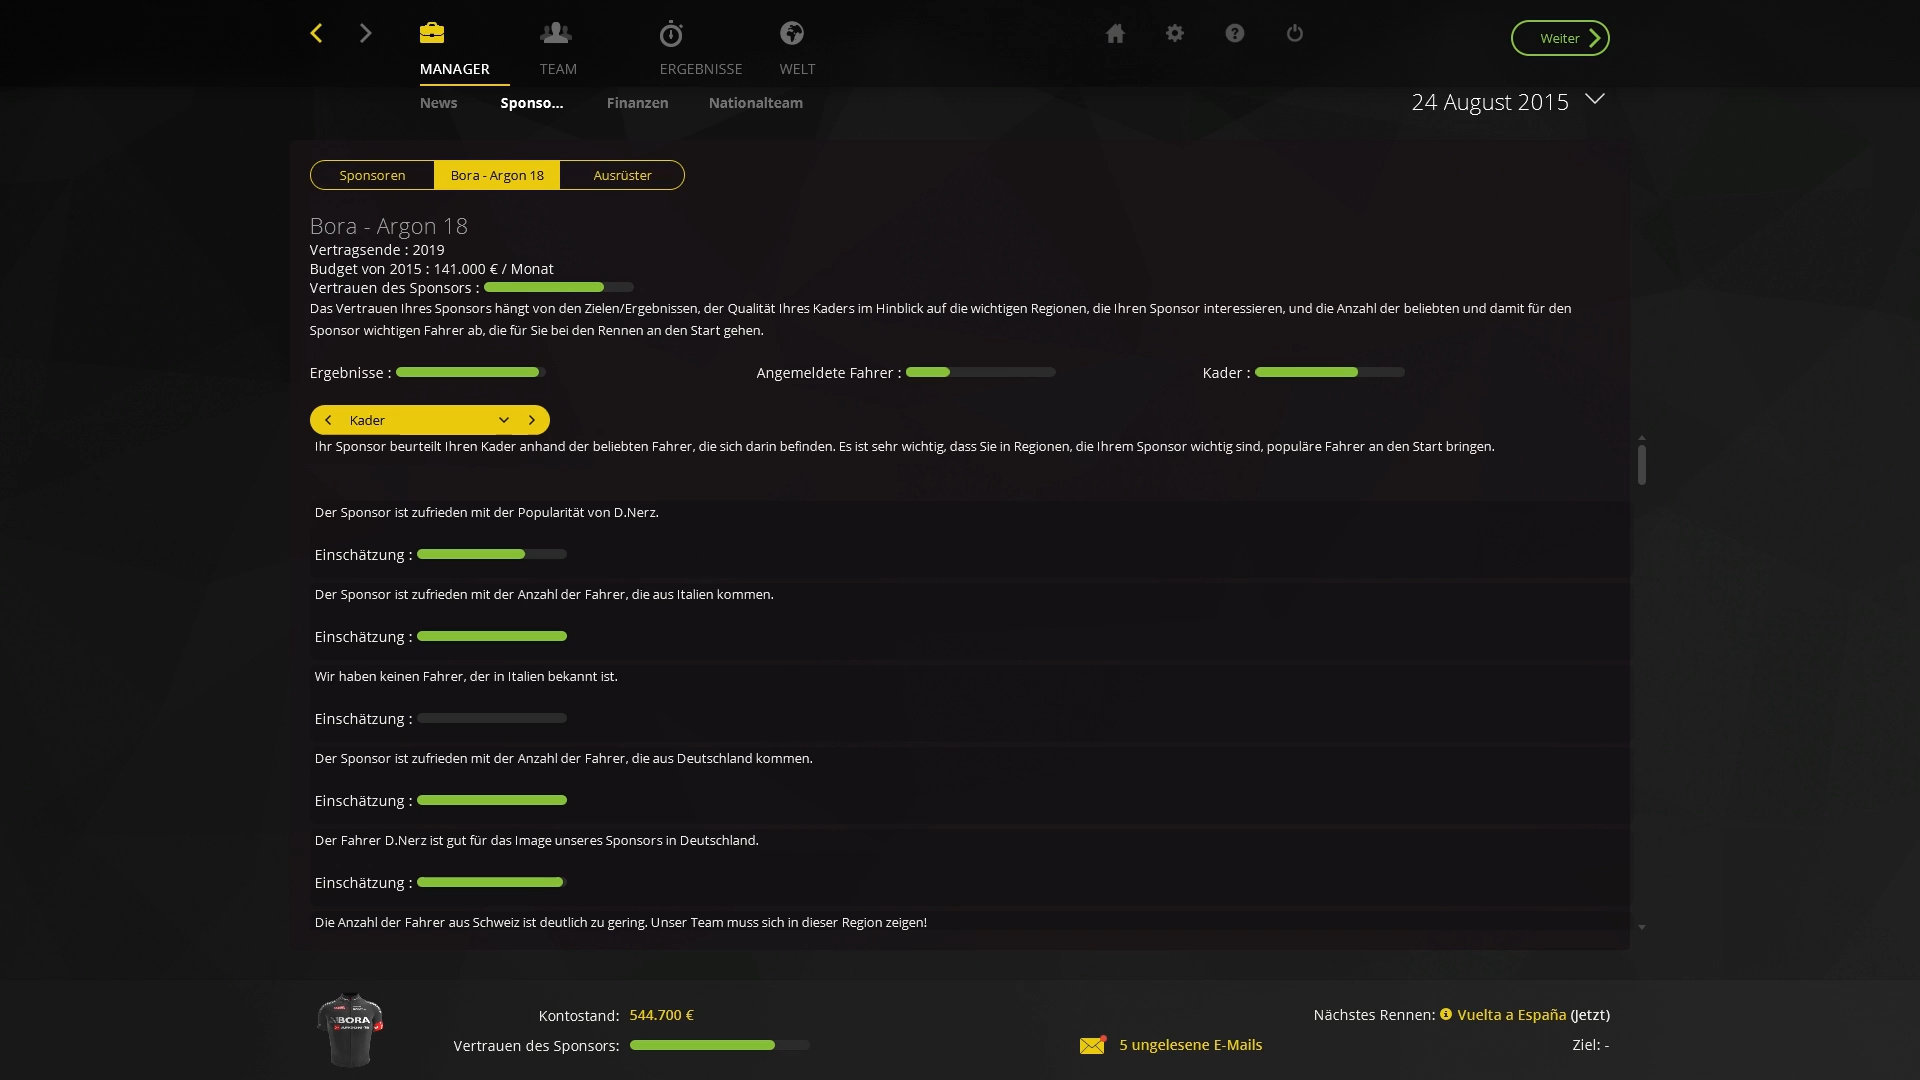 Weiter
MANAGER TEAM ERGEBNISSE WELT
News Sponso... Finanzen Nationalteam
24 August 2015
Sponsoren Bora - Argon 18 Ausrüster
Bora - Argon 18
Vertragsende : 2019
Budget von 2015 : 141.000 € / Monat
Vertrauen des Sponsors :
Das Vertrauen Ihres Sponsors hängt von den Zielen/Ergebnissen, der Qualität Ihres Kaders im Hinblick auf die wichtigen Regionen, die Ihren Sponsor interessieren, und die Anzahl der beliebten und damit für den
Sponsor wichtigen Fahrer ab, die für Sie bei den Rennen an den Start gehen.
Ergebnisse : Angemeldete Fahrer : Kader :
Kader
Ihr Sponsor beurteilt Ihren Kader anhand der beliebten Fahrer, die sich darin befinden. Es ist sehr wichtig, dass Sie in Regionen, die Ihrem Sponsor wichtig sind, populäre Fahrer an den Start bringen.
Der Sponsor ist zufrieden mit der Popularität von D.Nerz.
Einschätzung :
Der Sponsor ist zufrieden mit der Anzahl der Fahrer, die aus Italien kommen.
Einschätzung :
Wir haben keinen Fahrer, der in Italien bekannt ist.
Einschätzung :
Der Sponsor ist zufrieden mit der Anzahl der Fahrer, die aus Deutschland kommen.
Einschätzung :
Der Fahrer D.Nerz ist gut für das Image unseres Sponsors in Deutschland.
Einschätzung :
Die Anzahl der Fahrer aus Schweiz ist deutlich zu gering. Unser Team muss sich in dieser Region zeigen!
BORA
ARGON 18
Kontostand: 544.700 €
Vertrauen des Sponsors:
5 ungelesene E-Mails
Nächstes Rennen: Vuelta a España (Jetzt)
Ziel: -